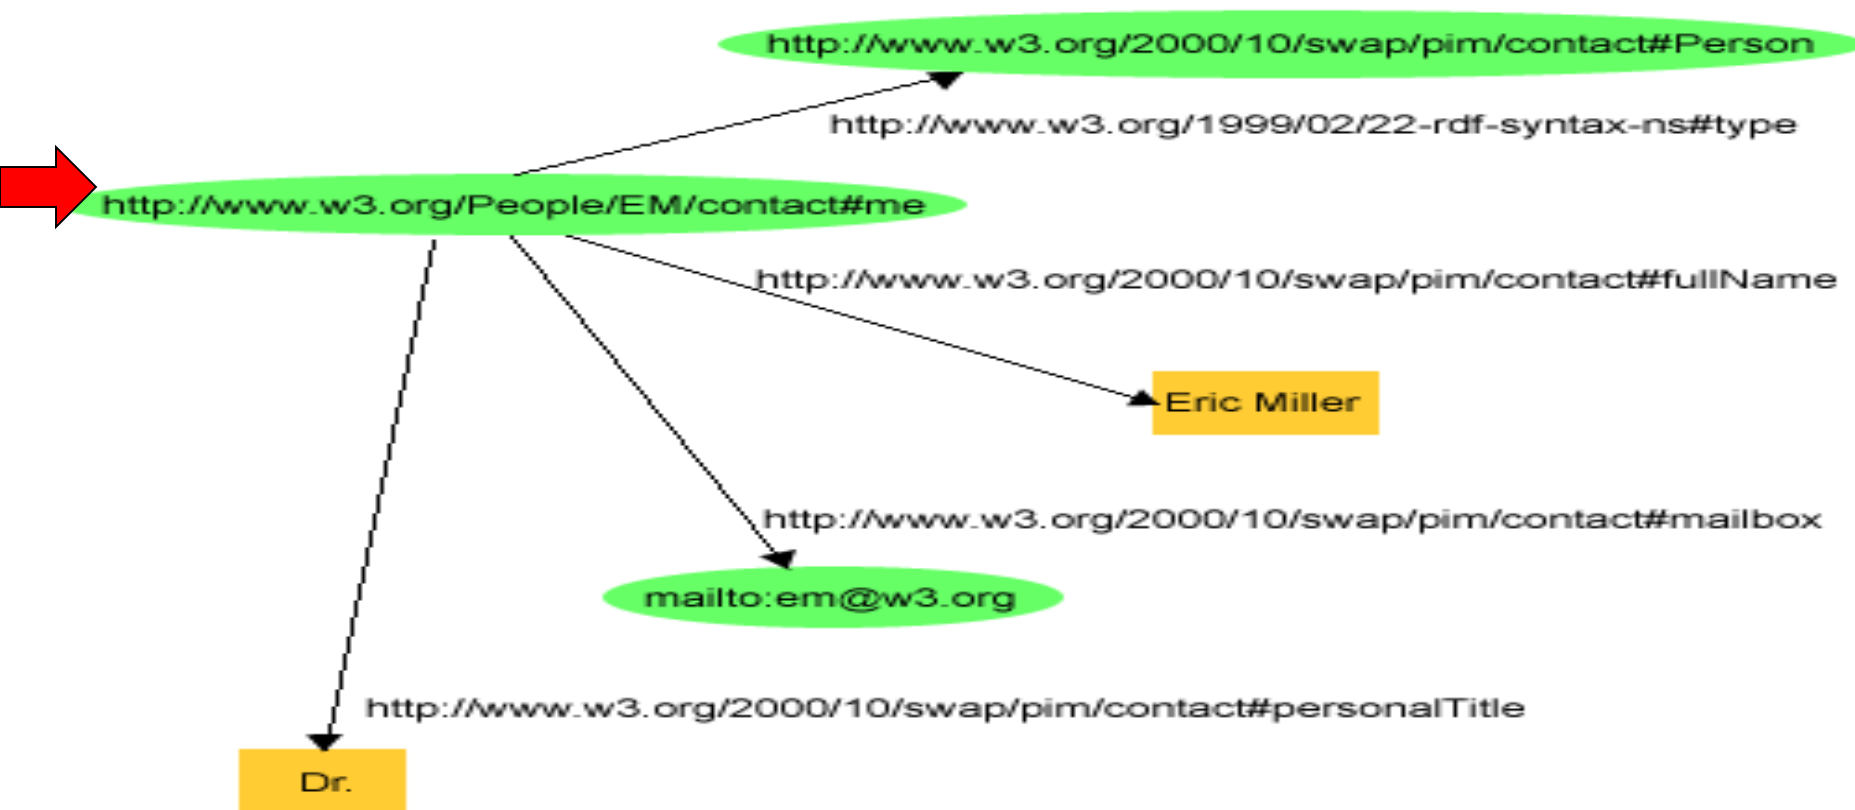 http://www.w3.org/2000/10/swap/pim/contact#Person
http://www.w3.org/1999/02/22-rdf-syntax-ns#type
http://www.w3.org/People/EM/contact#me
http://www.w3.org/2000/10/swap/pim/contact#fullName
Eric Miller
http://www.w3.org/2000/10/swap/pim/contact#mailbox
mailto:em@w3.org
http://www.w3.org/2000/10/swap/pim/contact#personalTitle
Dr.